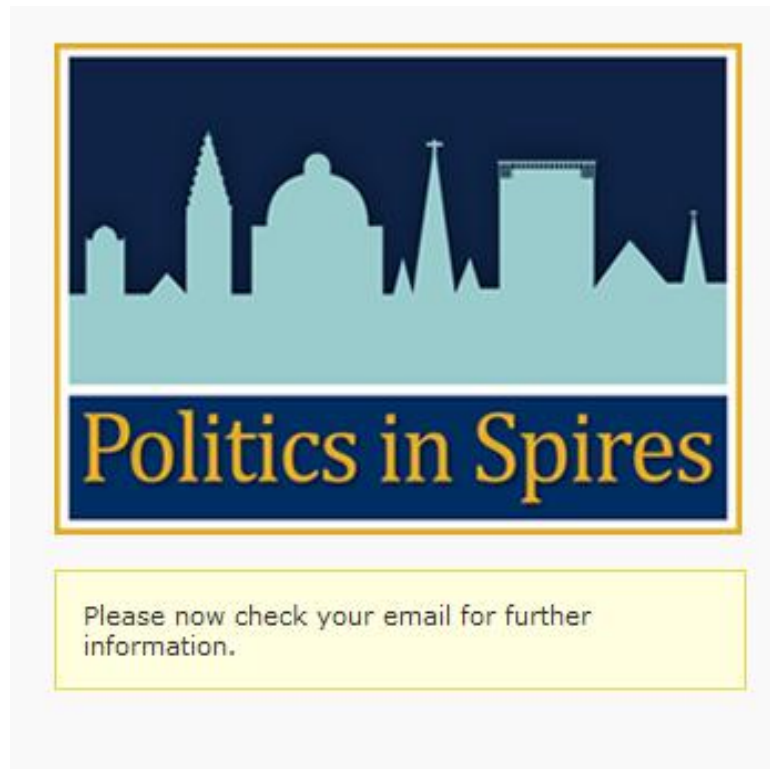 Politics in Spires
Please now check your email for further
information.